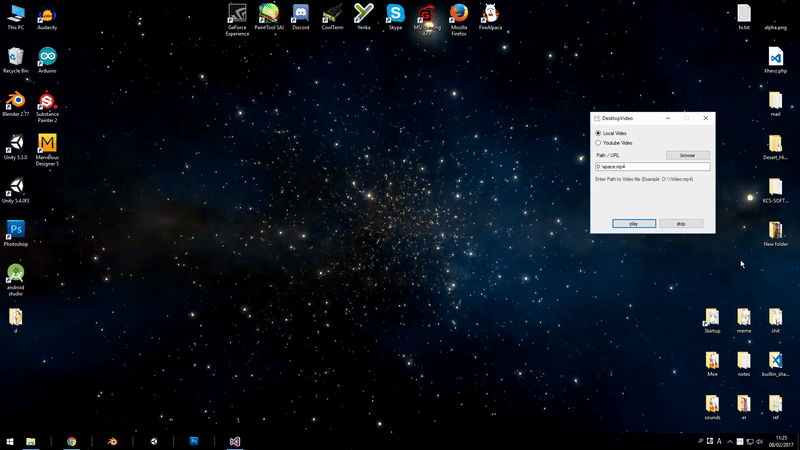 This PC
Audacity
GeForce Experience
PaintTool SAI
Discord
CoolTerm
Yenka
Skype
Mozilla Firefox
FireAlpaca
hi.txt
alpha.png
Recycle Bin
Arduino
Xhevz.php
Blender 2.77
Substance Painter 2
mail
DesktopVideo
Local Video
Youtube Video
Path / URL
browse
D:\space.mp4
Enter Path to Video file (Example: D:\\Video.mp4)
play
stop
Unity 5.3.0
Marvelous Designer 5
Desert_Hi...
Unity 5.4.0f3
KCS-SOFT...
Photoshop
New folder
android studio
d
Startup
meme
shit
Moe
notes
builtin_sha...
sounds
ref
A
11:25
08/02/2017